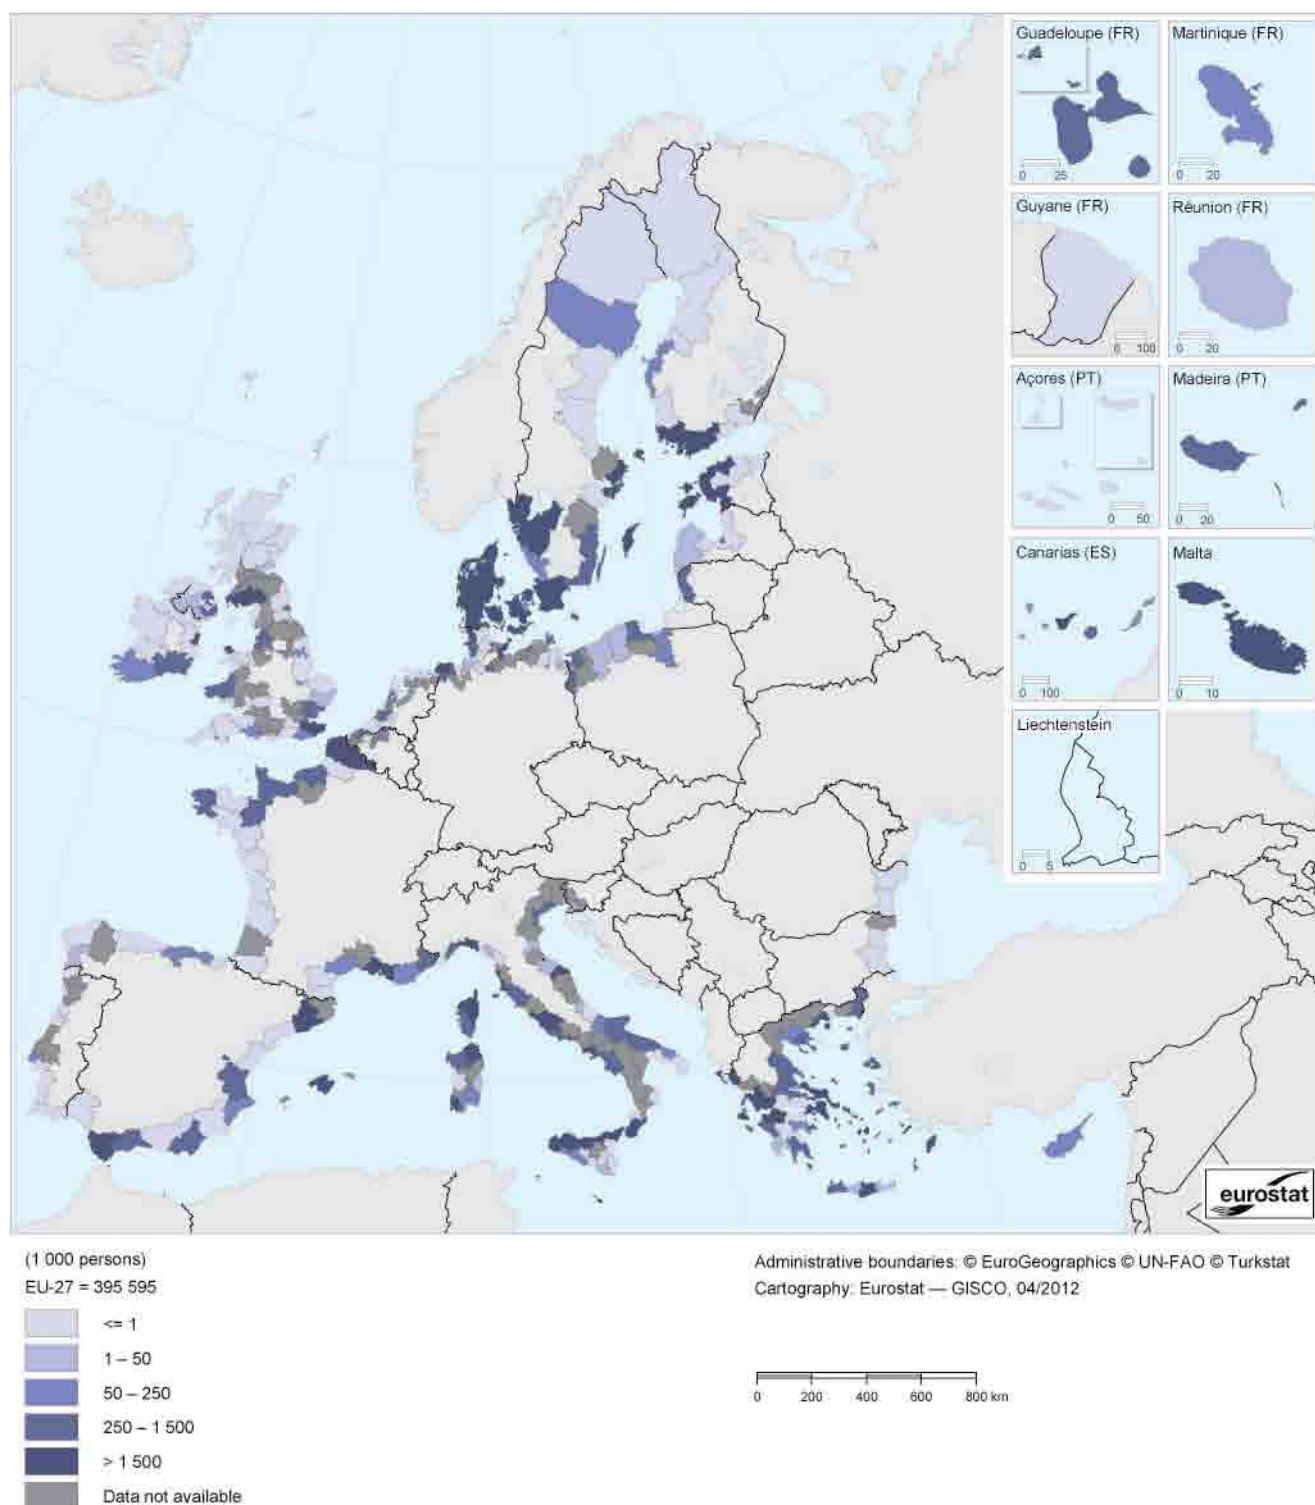 Guadeloupe (FR)
0 25
Martinique (FR)
0 20
Guyane (FR)
0 100
Réunion (FR)
0 20
Açores (PT)
0 50
Madeira (PT)
0 20
Canarias (ES)
0 100
Malta
0 10
Liechtenstein
0 5
eurostat
(1 000 persons)
EU-27 = 395 595
<= 1
1 – 50
50 – 250
250 – 1 500
> 1 500
Data not available
Administrative boundaries: © EuroGeographics © UN-FAO © Turkstat
Cartography: Eurostat — GISCO, 04/2012
0 200 400 600 800 km